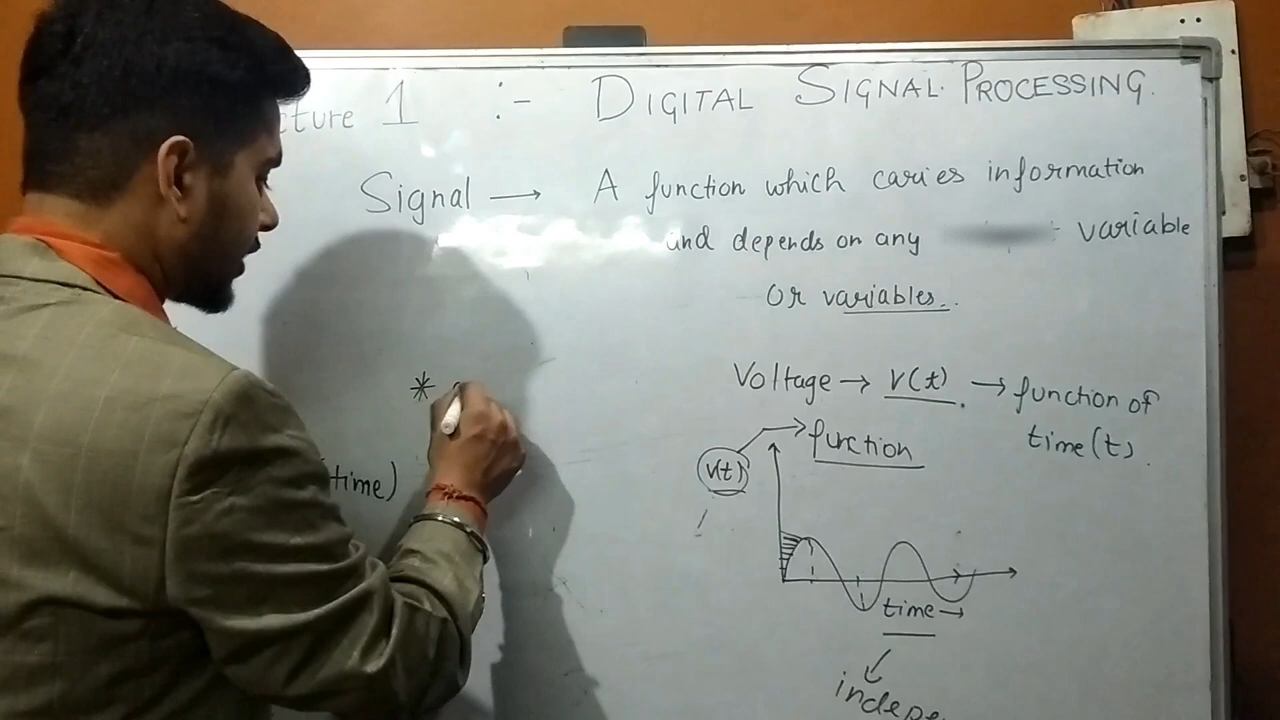 cture 1 :- DIGITAL SIGNAL PROCESSING.
Signal → A function which caries information
and depends on any variable
or variables..
Voltage → v(t). → function of
time(t).
→ function
v(t)
*
time)
time →
indepe